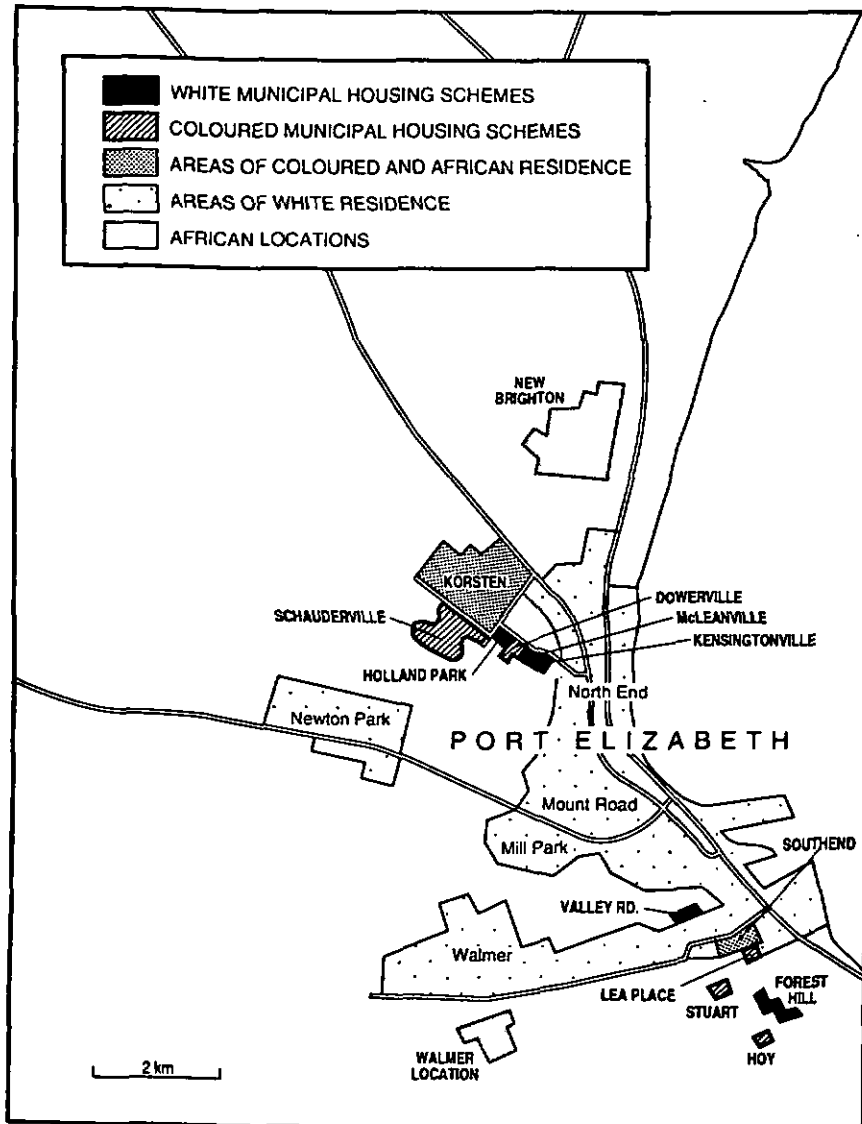 WHITE MUNICIPAL HOUSING SCHEMES
COLOURED MUNICIPAL HOUSING SCHEMES
AREAS OF COLOURED AND AFRICAN RESIDENCE
AREAS OF WHITE RESIDENCE
AFRICAN LOCATIONS
NEW
BRIGHTON
KORSTEN
DOWERVILLE
SCHAUDERVILLE
McLEANVILLE
KENSINGTONVILLE
HOLLAND PARK
North End
Newton Park
PORT ELIZABETH
Mount Road
Mill Park
SOUTHEND
VALLEY RD.
Walmer
LEA PLACE
FOREST
HILL
STUART
HOY
WALMER
LOCATION
2 km